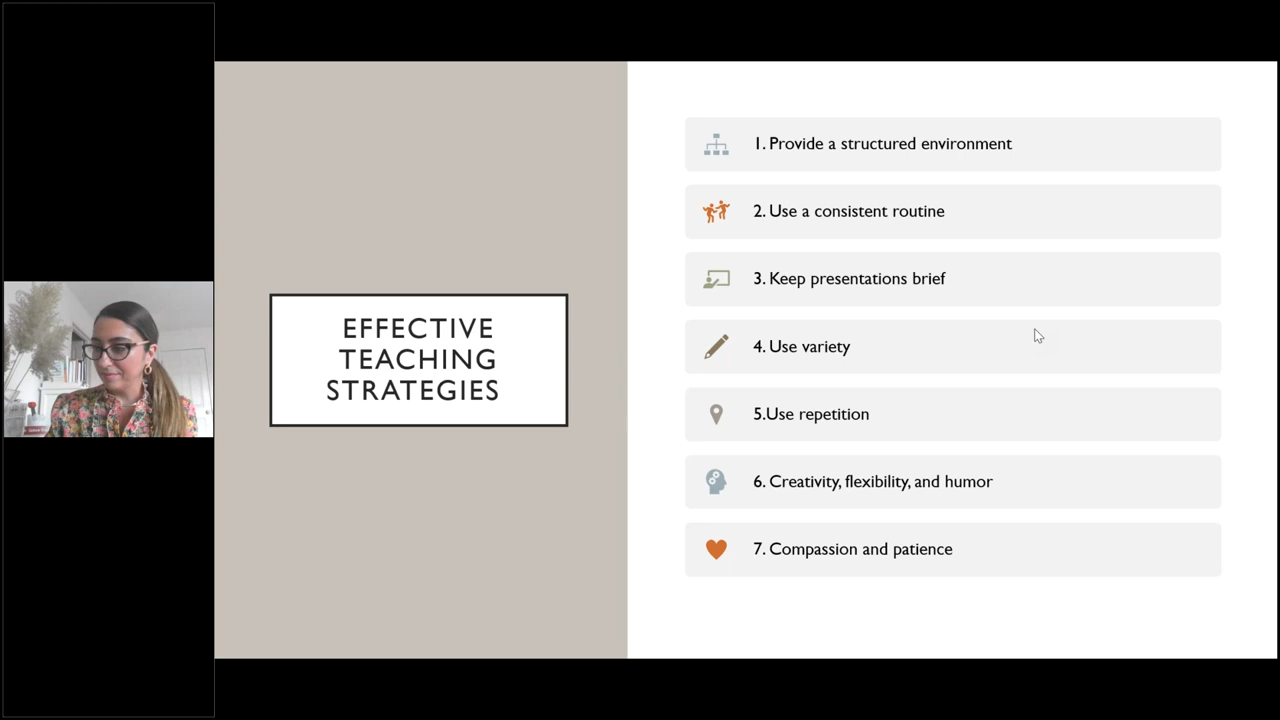 EFFECTIVE
TEACHING
STRATEGIES
1. Provide a structured environment
2. Use a consistent routine
3. Keep presentations brief
4. Use variety
5.Use repetition
6. Creativity, flexibility, and humor
7. Compassion and patience